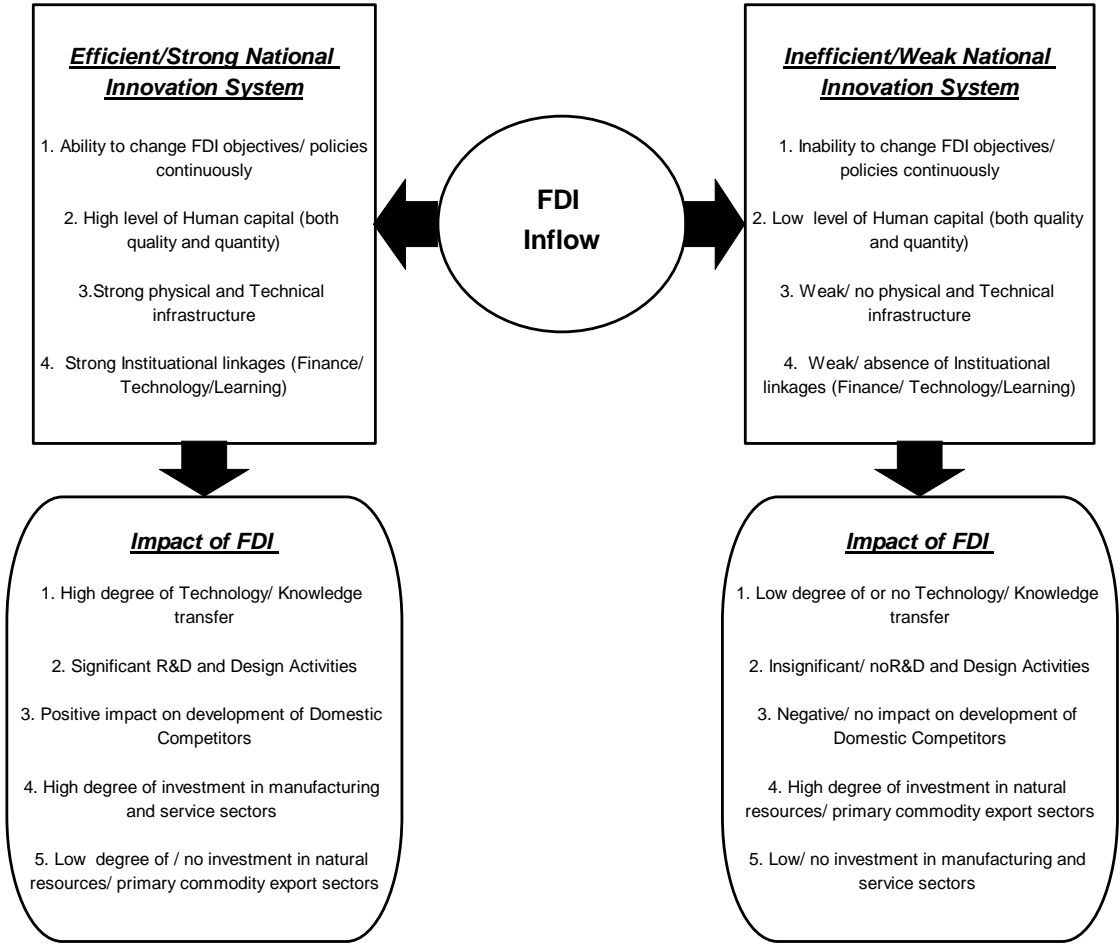 Efficient/Strong National
Innovation System
1. Ability to change FDI objectives/ policies
continuously
2. High level of Human capital (both
quality and quantity)
3.Strong physical and Technical
infrastructure
4. Strong Instituational linkages (Finance/
Technology/Learning)
FDI
Inflow
Inefficient/Weak National
Innovation System
1. Inability to change FDI objectives/
policies continuously
2. Low level of Human capital (both quality
and quantity)
3. Weak/ no physical and Technical
infrastructure
4. Weak/ absence of Instituational
linkages (Finance/ Technology/Learning)
Impact of FDI
1. High degree of Technology/ Knowledge
transfer
2. Significant R&D and Design Activities
3. Positive impact on development of Domestic
Competitors
4. High degree of investment in manufacturing
and service sectors
5. Low degree of / no investment in natural
resources/ primary commodity export sectors
Impact of FDI
1. Low degree of or no Technology/ Knowledge
transfer
2. Insignificant/ noR&D and Design Activities
3. Negative/ no impact on development of
Domestic Competitors
4. High degree of investment in natural
resources/ primary commodity export sectors
5. Low/ no investment in manufacturing and
service sectors